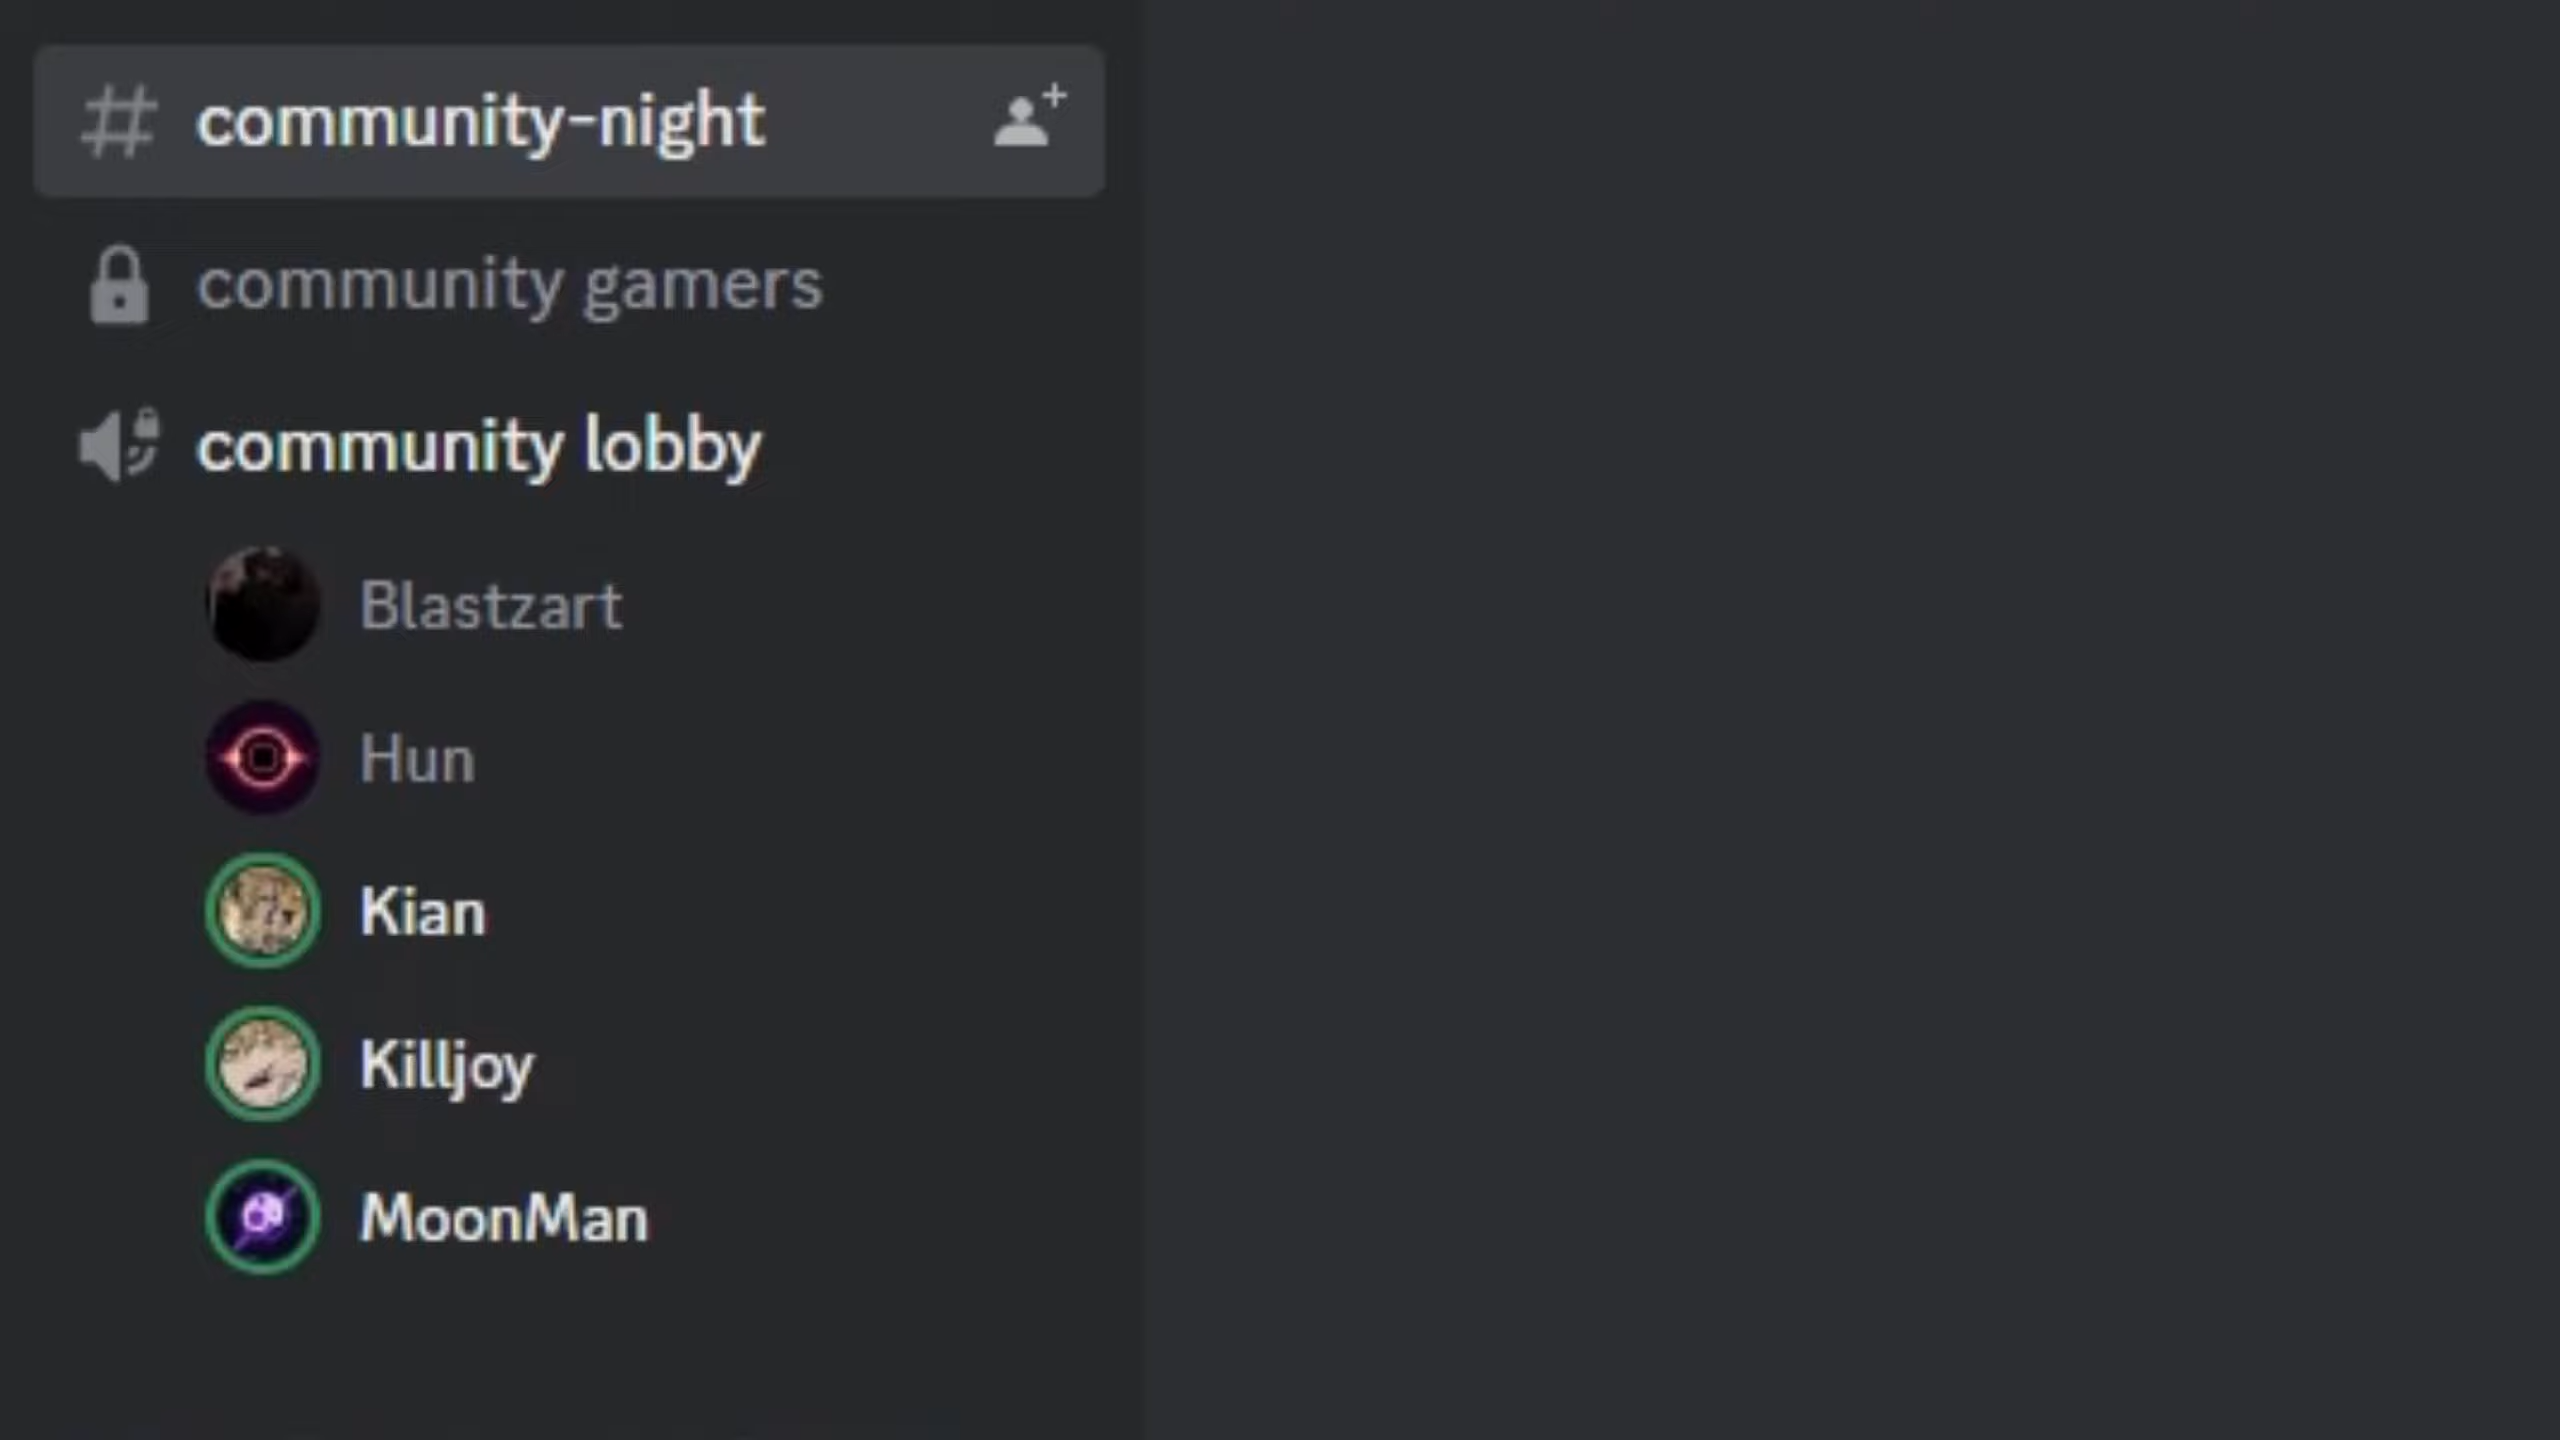 community-night
community gamers
community lobby
Blastzart
Hun
Kian
Killjoy
MoonMan